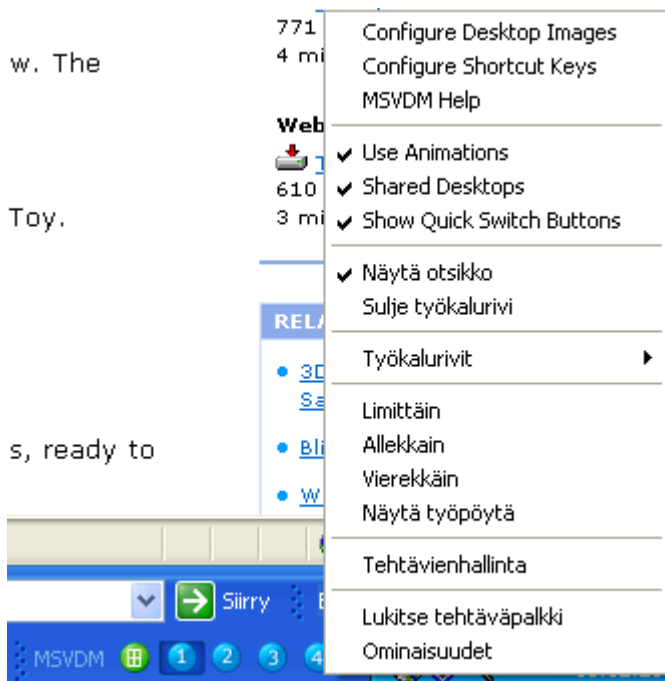 w. The
Toy.
s, ready to
771
4 mi
Web
610
3 mi
RELA
3D
Sa
Bli
W
Configure Desktop Images
Configure Shortcut Keys
MSVDM Help
Use Animations
Shared Desktops
Show Quick Switch Buttons
Näytä otsikko
Sulje työkalurivi
Työkalurivit
Limittäin
Allekkain
Vierekkäin
Näytä työpöytä
Tehtävienhallinta
Lukitse tehtäväpalkki
Ominaisuudet
Siirry
MSVDM 1 2 3 4